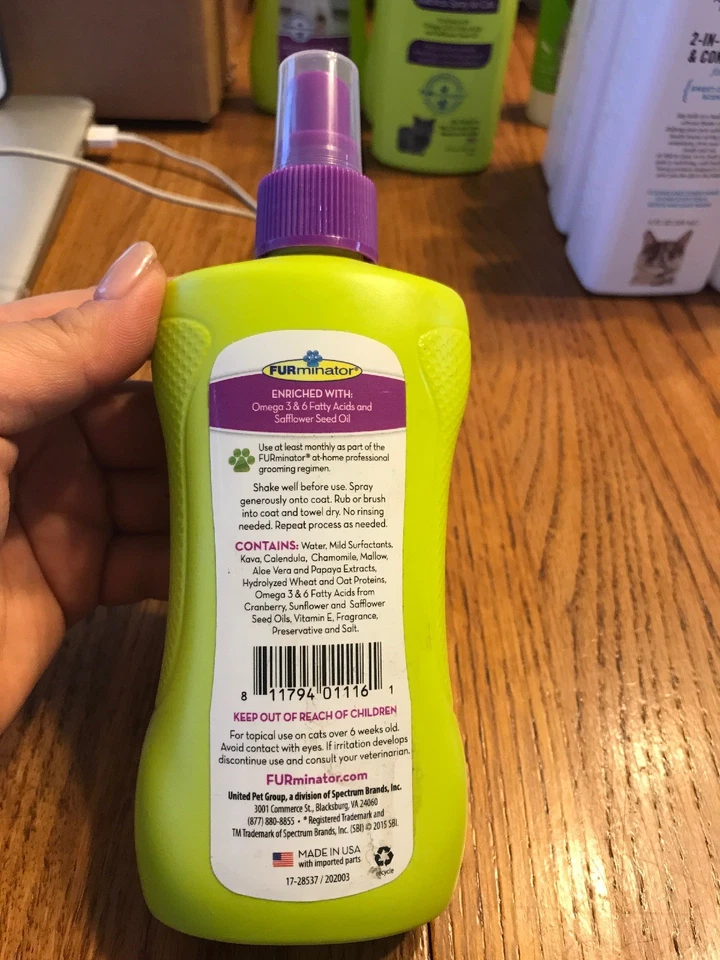 2-IN-
& CON
FURminator®
ENRICHED WITH:
Omega 3 & 6 Fatty Acids and
Safflower Seed Oil
Use at least monthly as part of the
FURminator® at-home professional
grooming regimen.
Shake well before use. Spray
generously onto coat. Rub or brush
into coat and towel dry. No rinsing
needed. Repeat process as needed.
CONTAINS: Water, Mild Surfactants,
Kava, Calendula, Chamomile, Mallow,
Aloe Vera and Papaya Extracts,
Hydrolyzed Wheat and Oat Proteins,
Omega 3 & 6 Fatty Acids from
Cranberry, Sunflower and Safflower
Seed Oils, Vitamin E, Fragrance,
Preservative and Salt.
8 11794 01116 1
KEEP OUT OF REACH OF CHILDREN
For topical use on cats over 6 weeks old.
Avoid contact with eyes. If irritation develops
discontinue use and consult your veterinarian.
FURminator.com
United Pet Group, a division of Spectrum Brands, Inc.
3001 Commerce St., Blacksburg, VA 24060
(877) 880-8855 • ® Registered Trademark and
TM Trademark of Spectrum Brands, Inc. (SBI) © 2015 SBI.
MADE IN USA
with imported parts
recycle
17-28537 / 202003